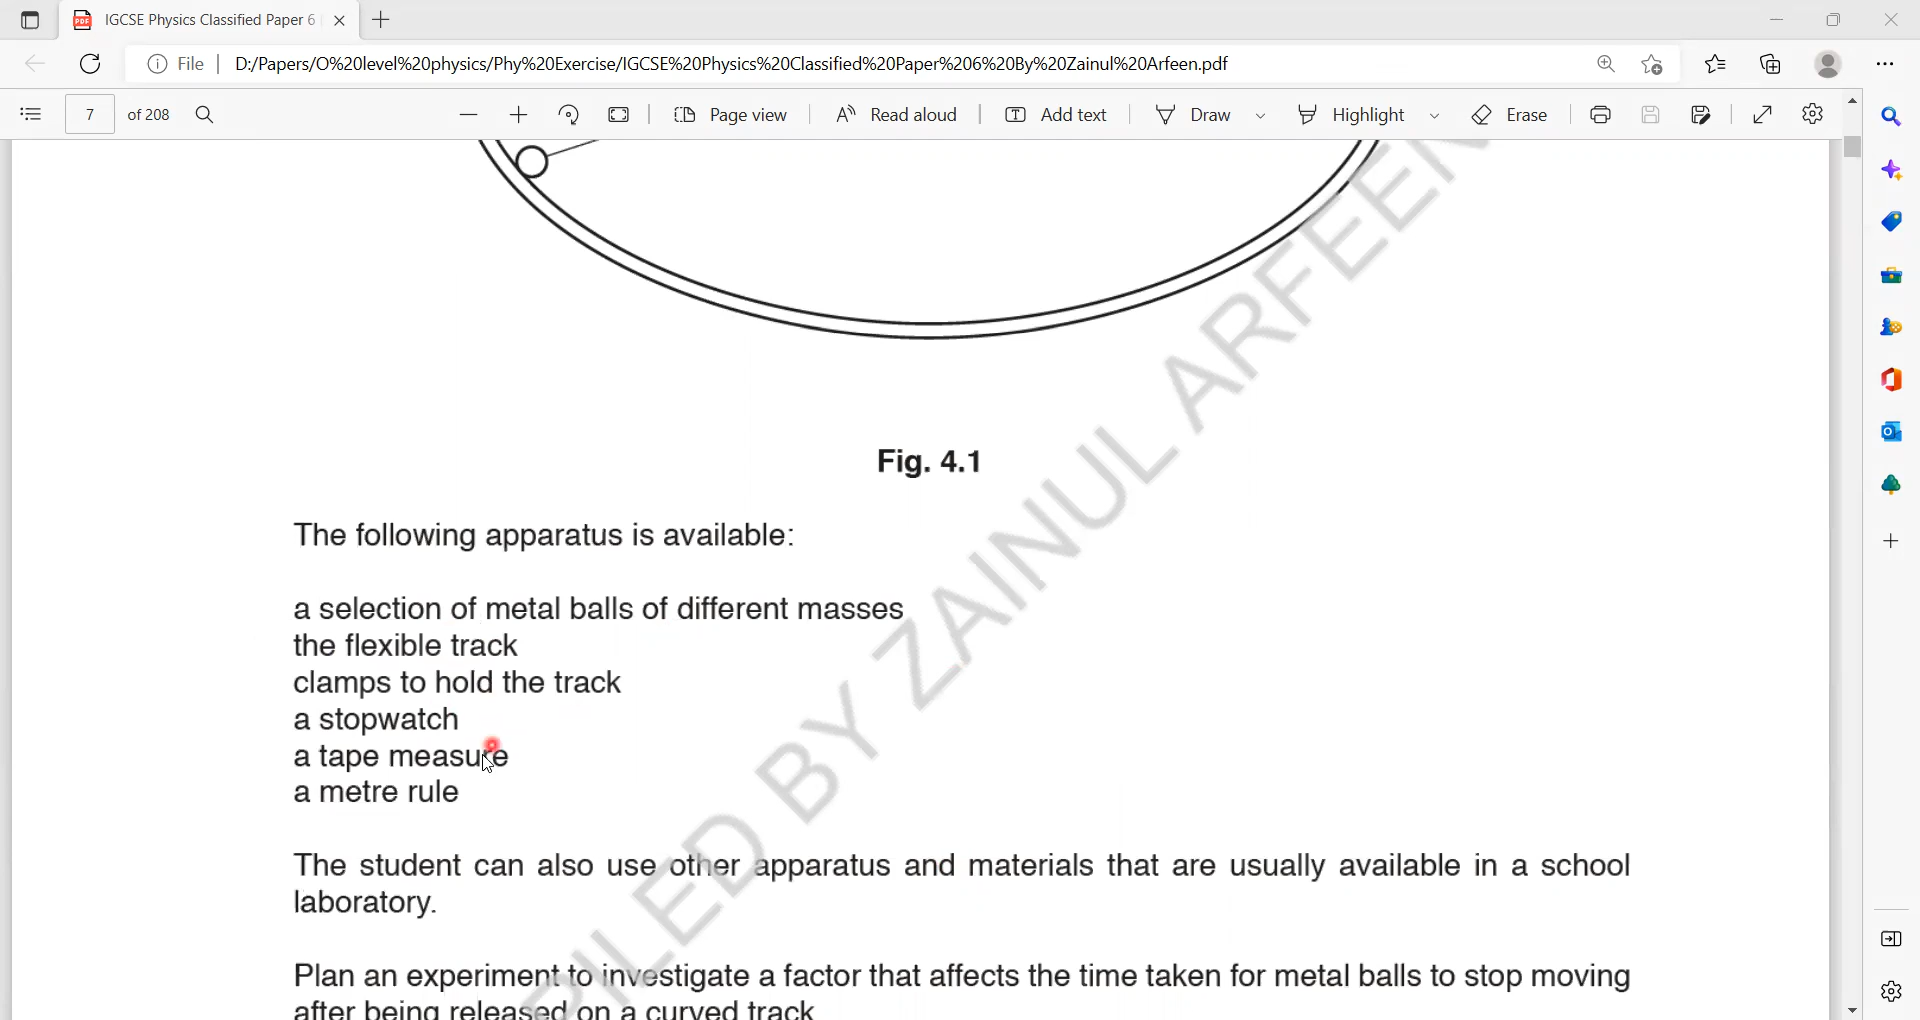 IGCSE Physics Classified Paper 6
File
D:/Papers/O%20level%20physics/Phy%20Exercise/IGCSE%20Physics%20Classified%20Paper%206%20By%20Zainul%20Arfeen.pdf
7 of 208
Page view
Read aloud
Add text
Draw
Highlight
Erase
Fig. 4.1
The following apparatus is available:
a selection of metal balls of different masses
the flexible track
clamps to hold the track
a stopwatch
a tape measure
a metre rule
The student can also use other apparatus and materials that are usually available in a school
laboratory.
Plan an experiment to investigate a factor that affects the time taken for metal balls to stop moving
after being released on a curved track
PILED BY ZAINUL ARFEEN